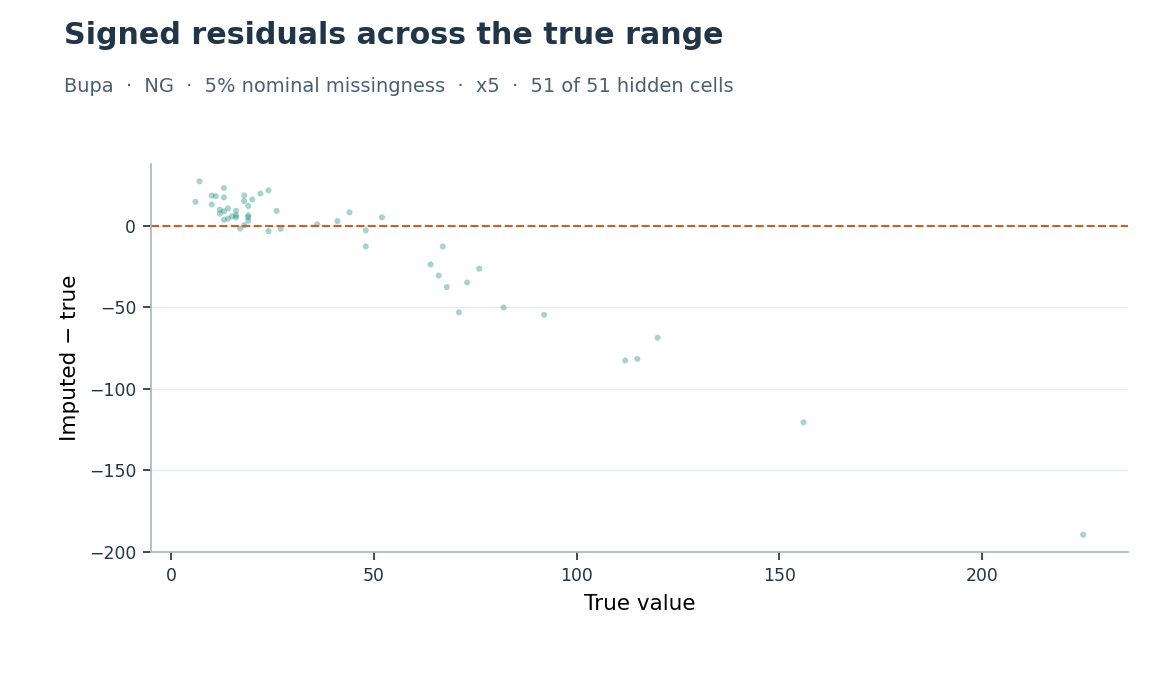 Signed residuals across the true range
Bupa · NG · 5% nominal missingness · x5 · 51 of 51 hidden cells
Imputed − true
0
−50
−100
−150
−200
0 50 100 150 200
True value